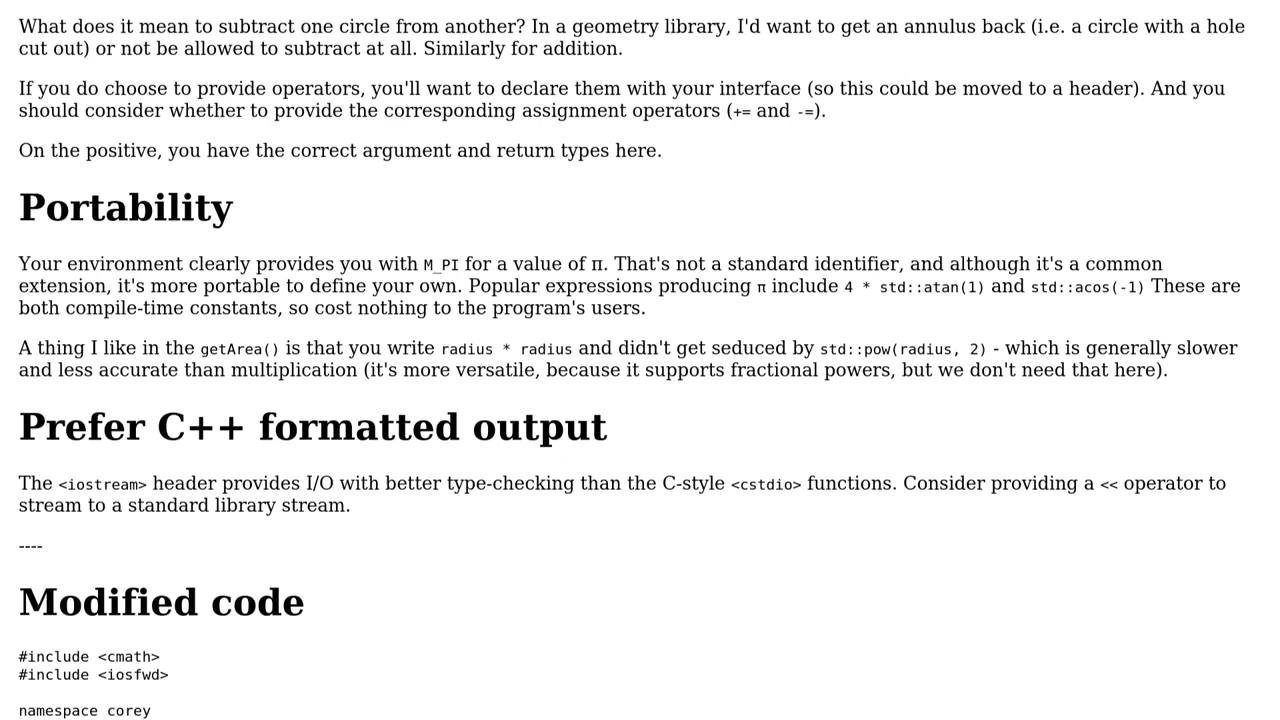 What does it mean to subtract one circle from another? In a geometry library, I'd want to get an annulus back (i.e. a circle with a hole
cut out) or not be allowed to subtract at all. Similarly for addition.
If you do choose to provide operators, you'll want to declare them with your interface (so this could be moved to a header). And you
should consider whether to provide the corresponding assignment operators (+= and -=).
On the positive, you have the correct argument and return types here.
Portability
Your environment clearly provides you with M_PI for a value of π. That's not a standard identifier, and although it's a common
extension, it's more portable to define your own. Popular expressions producing π include 4 * std::atan(1) and std::acos(-1) These are
both compile-time constants, so cost nothing to the program's users.
A thing I like in the getArea() is that you write radius * radius and didn't get seduced by std::pow(radius, 2) - which is generally slower
and less accurate than multiplication (it's more versatile, because it supports fractional powers, but we don't need that here).
Prefer C++ formatted output
The <iostream> header provides I/O with better type-checking than the C-style <cstdio> functions. Consider providing a << operator to
stream to a standard library stream.
----
Modified code
#include <cmath>
#include <iosfwd>
namespace corey